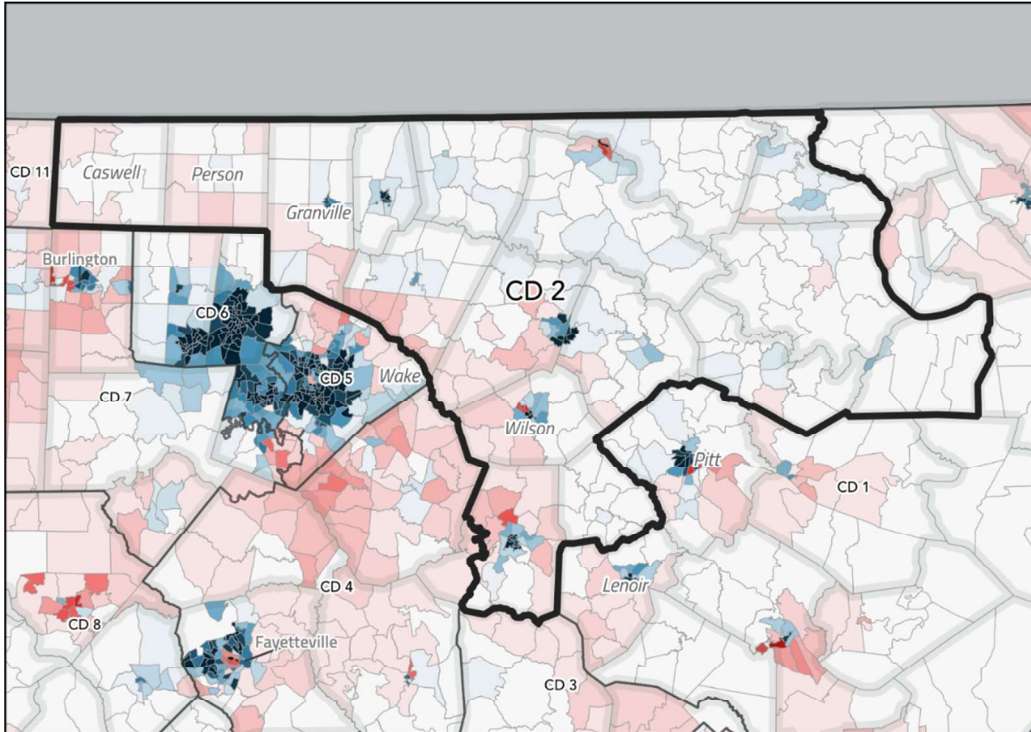 CD 11
Caswell
Person
Granville
Burlington
CD 2
CD 6
CD 5
Wake
CD 7
Wilson
Pitt
CD 1
CD 4
Lenoir
CD 8
Fayetteville
CD 3